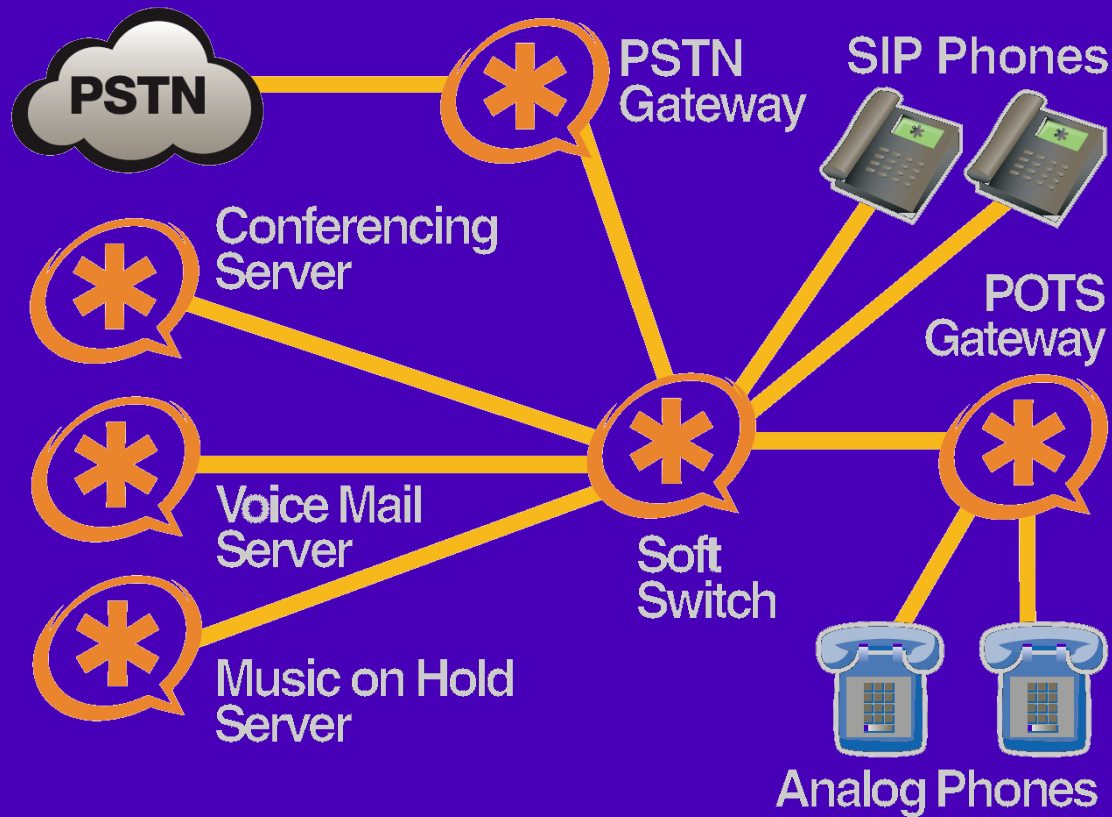 PSTN
PSTN
Gateway
SIP Phones
Conferencing
Server
POTS
Gateway
Voice Mail
Server
Soft
Switch
Music on Hold
Server
Analog Phones